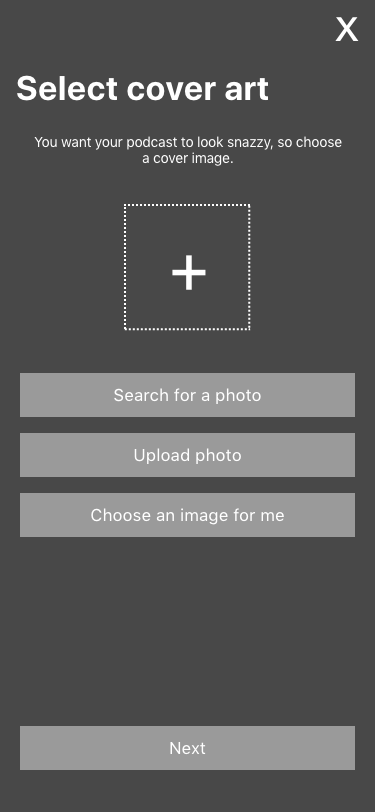 X
Select cover art
You want your podcast to look snazzy, so choose
a cover image.
+
Search for a photo
Upload photo
Choose an image for me
Next